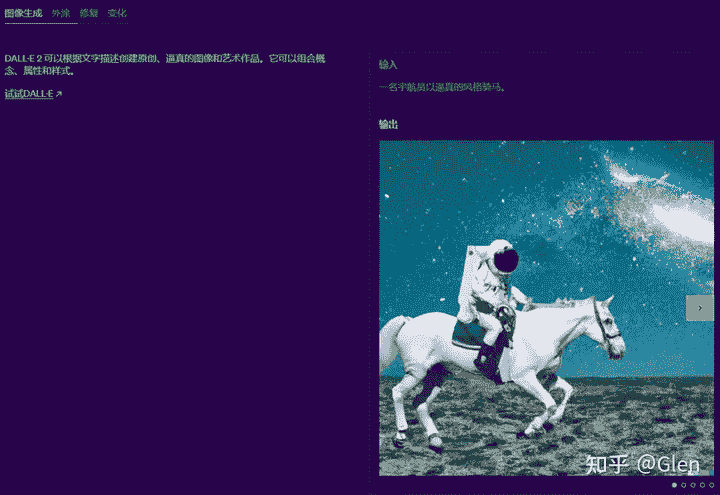 图像生成 外涂 修复 变化
DALL·E 2 可以根据文字描述创建原创、逼真的图像和艺术作品。它可以组合概
念、属性和样式。
试试DALL·E ↗
输入
一名宇航员以逼真的风格骑马。
输出
知乎 @Glen